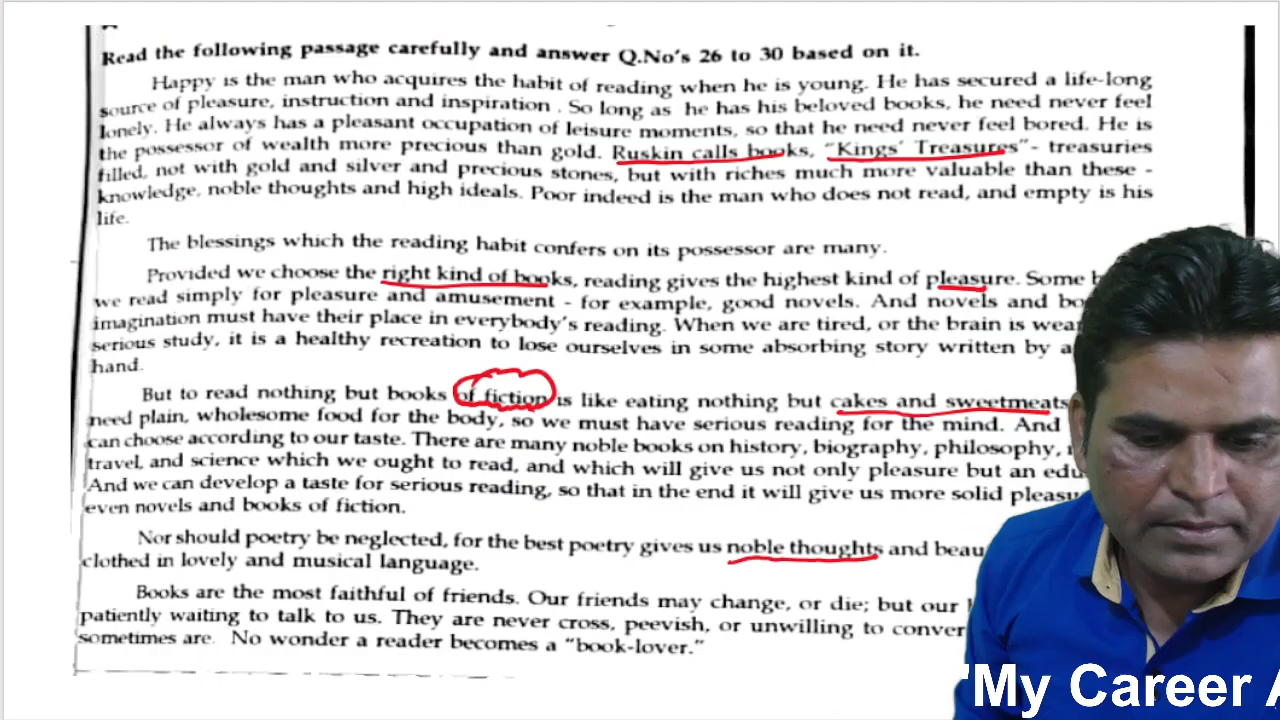 Read the following passage carefully and answer Q.No's 26 to 30 based on it.
Happy is the man who acquires the habit of reading when he is young. He has secured a life-long
source of pleasure, instruction and inspiration . So long as he has his beloved books, he need never feel
lonely. He always has a pleasant occupation of leisure moments, so that he need never feel bored. He is
the possessor of wealth more precious than gold. Ruskin calls books, "Kings' Treasures"- treasuries
filled, not with gold and silver and precious stones, but with riches much more valuable than these -
knowledge, noble thoughts and high ideals. Poor indeed is the man who does not read, and empty is his
life.
The blessings which the reading habit confers on its possessor are many.
Provided we choose the right kind of books, reading gives the highest kind of pleasure. Some
we read simply for pleasure and amusement - for example, good novels. And novels and
imagination must have their place in everybody's reading. When we are tired, or the brain is
serious study, it is a healthy recreation to lose ourselves in some absorbing story written by
hand.
But to read nothing but books of fiction is like eating nothing but cakes and sweetmeats
need plain, wholesome food for the body, so we must have serious reading for the mind. And
can choose according to our taste. There are many noble books on history, biography, philosophy,
travel, and science which we ought to read, and which will give us not only pleasure but an
And we can develop a taste for serious reading, so that in the end it will give us more solid
even novels and books of fiction.
Nor should poetry be neglected, for the best poetry gives us noble thoughts and
clothed in lovely and musical language.
Books are the most faithful of friends. Our friends may change, or die; but our
patiently waiting to talk to us. They are never cross, peevish, or unwilling to
sometimes are. No wonder a reader becomes a "book-lover."
"My Career A